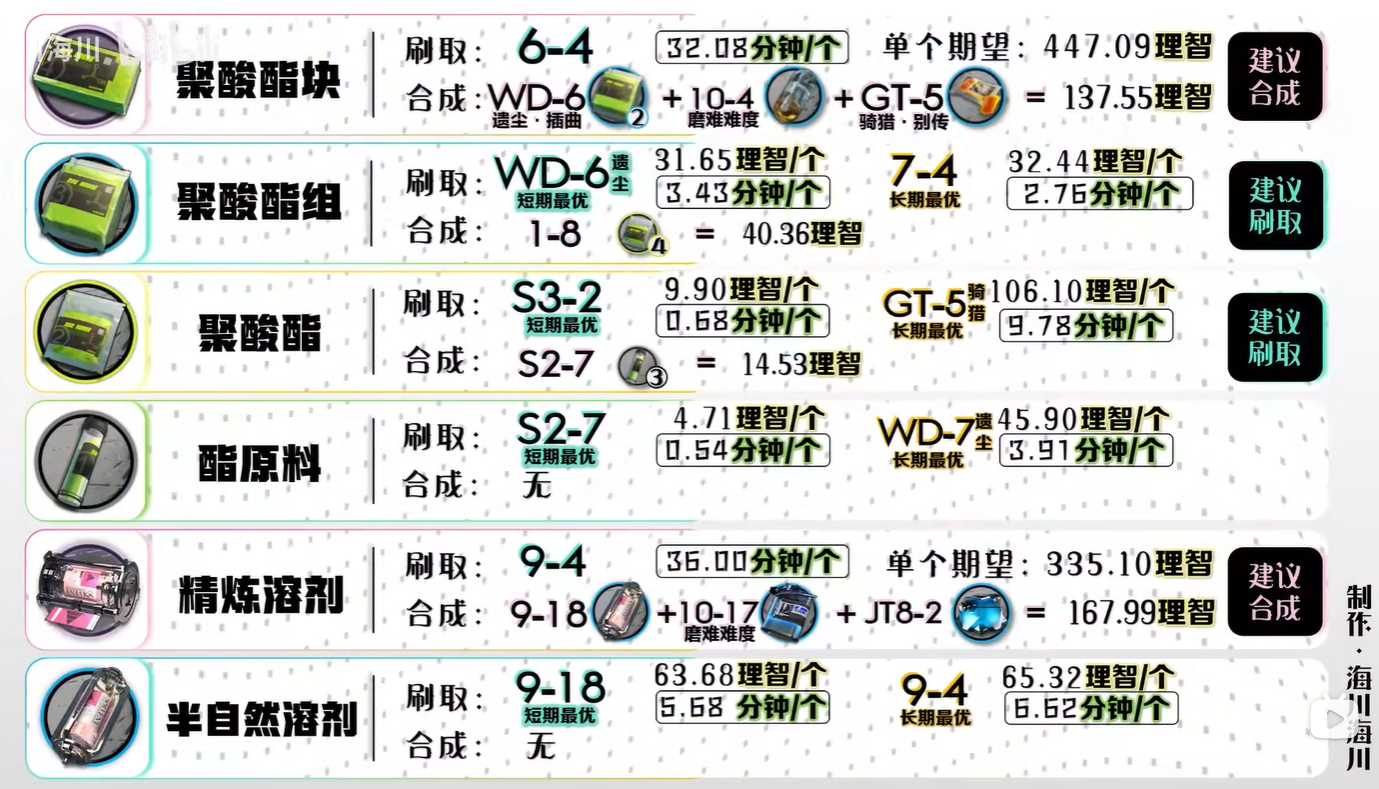 聚酸酯块
刷取: 6-4 32.08分钟/个 单个期望: 447.09理智
合成: WD-6 2 + 10-4 + GT-5 = 137.55理智
遗尘·插曲 磨难难度 骑猎·别传
建议
合成
聚酸酯组
刷取: WD-6 遗尘 31.65理智/个 7-4 32.44理智/个
短期最优 3.43分钟/个 长期最优 2.76分钟/个
合成: 1-8 4 = 40.36理智
建议
刷取
聚酸酯
刷取: S3-2 9.90理智/个 GT-5 骑猎 106.10理智/个
短期最优 0.68分钟/个 长期最优 9.78分钟/个
合成: S2-7 3 = 14.53理智
建议
刷取
酯原料
刷取: S2-7 4.71理智/个 WD-7 遗尘 45.90理智/个
短期最优 0.54分钟/个 长期最优 3.91分钟/个
合成: 无
精炼溶剂
刷取: 9-4 36.00分钟/个 单个期望: 335.10理智
合成: 9-18 +10-17 + JT8-2 = 167.99理智
磨难难度
建议
合成
半自然溶剂
刷取: 9-18 63.68理智/个 9-4 65.32理智/个
短期最优 5.68 分钟/个 长期最优 6.62分钟/个
合成: 无
制作·海川海川